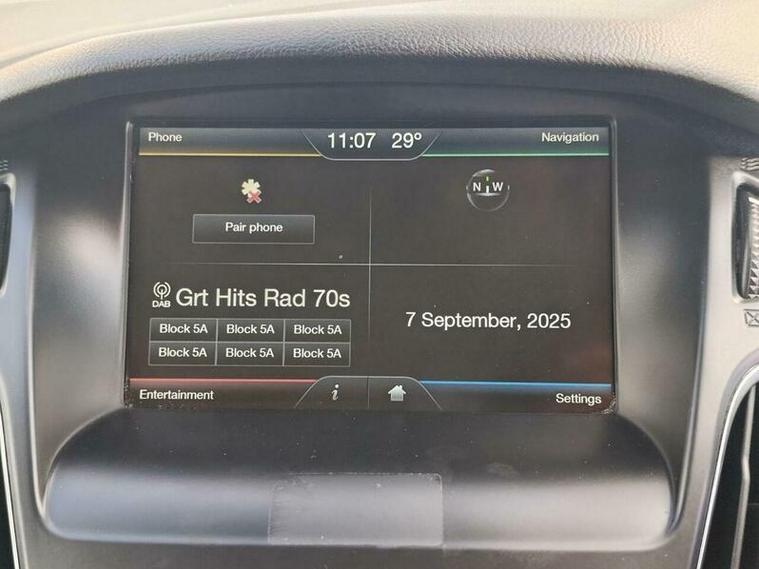 Phone
11:07 29°
Navigation
N W
Pair phone
DAB
Grt Hits Rad 70s
Block 5A Block 5A Block 5A
Block 5A Block 5A Block 5A
7 September, 2025
Entertainment
i
Settings